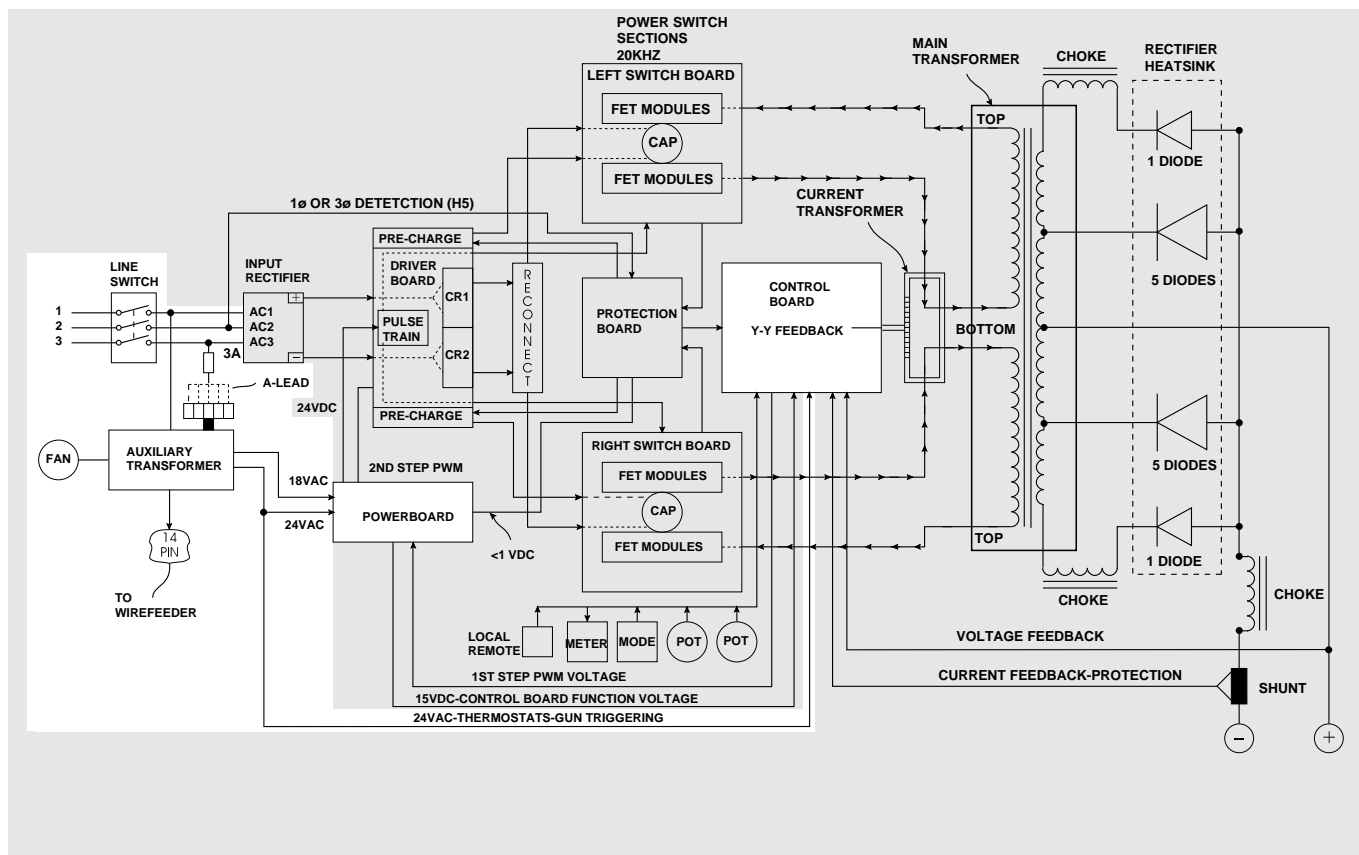 POWER SWITCH
SECTIONS
20KHZ
LEFT SWITCH BOARD
FET MODULES
CAP
FET MODULES
MAIN
TRANSFORMER
CHOKE
RECTIFIER
HEATSINK
TOP
1 DIODE
CURRENT
TRANSFORMER
5 DIODES
1ø OR 3ø DETETCTION (H5)
PRE-CHARGE
LINE
SWITCH
INPUT
RECTIFIER
DRIVER
BOARD
CR1
RECONNECT
PROTECTION
BOARD
CONTROL
BOARD
Y-Y FEEDBACK
BOTTOM
1
2
3
+
AC1
AC2
AC3
−
PULSE
TRAIN
CR2
3A
A-LEAD
24VDC
PRE-CHARGE
FAN
AUXILIARY
TRANSFORMER
2ND STEP PWM
18VAC
24VAC
POWERBOARD
<1 VDC
RIGHT SWITCH BOARD
FET MODULES
CAP
FET MODULES
5 DIODES
TOP
1 DIODE
CHOKE
CHOKE
14
PIN
TO
WIREFEEDER
LOCAL
REMOTE
METER
MODE
POT
POT
VOLTAGE FEEDBACK
1ST STEP PWM VOLTAGE
CURRENT FEEDBACK-PROTECTION
SHUNT
15VDC-CONTROL BOARD FUNCTION VOLTAGE
24VAC-THERMOSTATS-GUN TRIGGERING
−
+